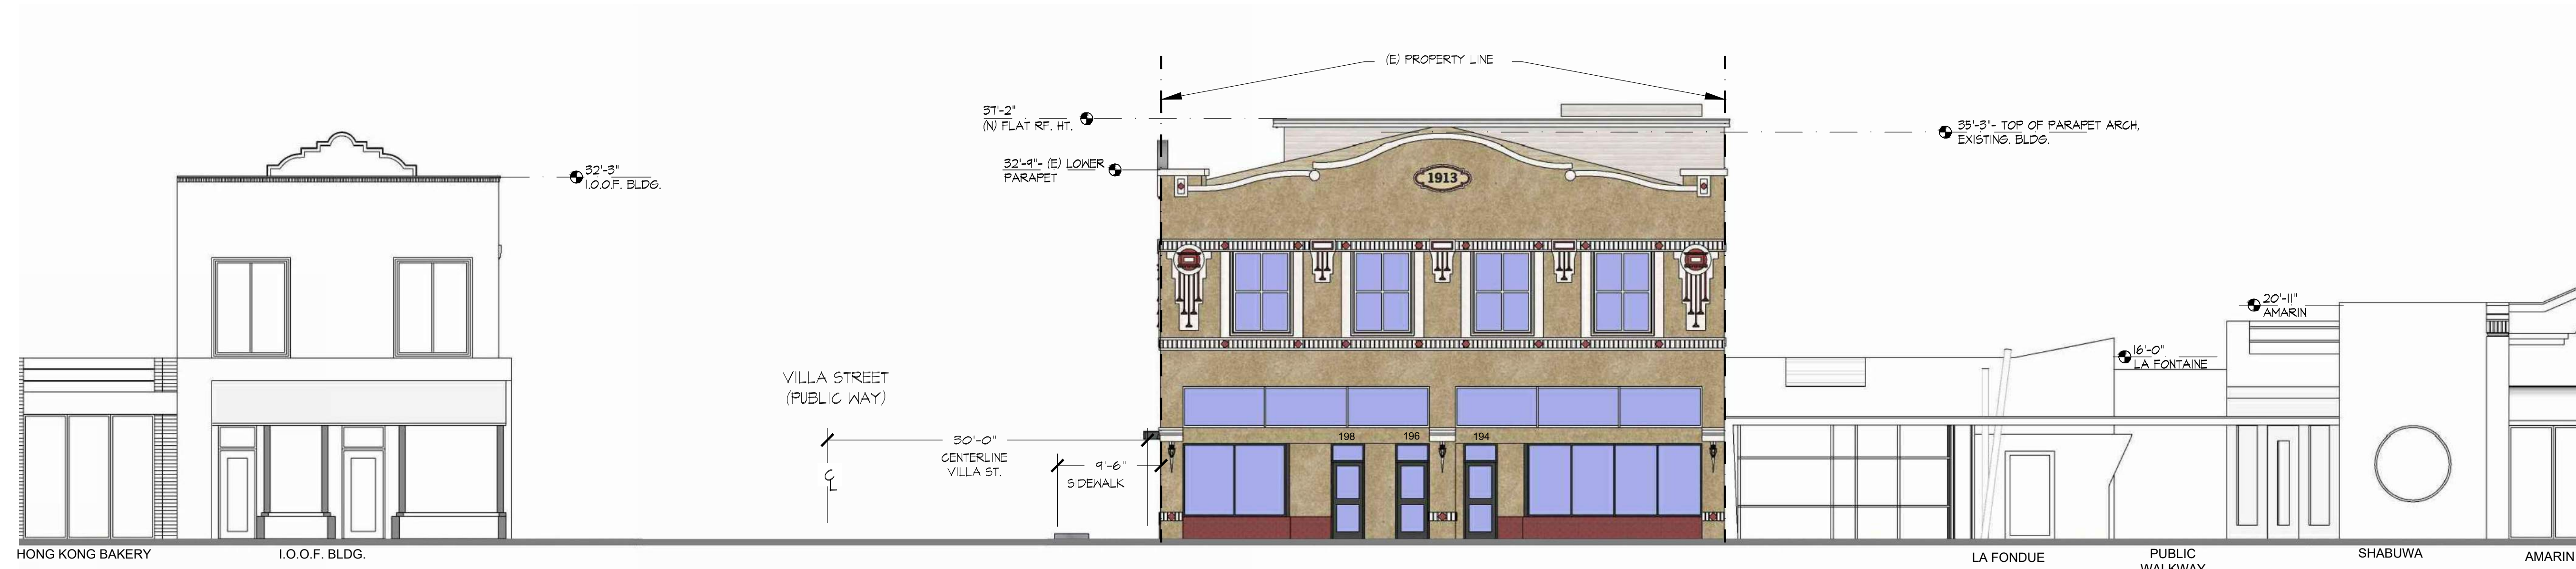 (E) PROPERTY LINE
37'-2"
(N) FLAT RF. HT.
35'-3"- TOP OF PARAPET ARCH,
EXISTING. BLDG.
32'-9"- (E) LOWER
PARAPET
32'-3"
I.O.O.F. BLDG.
1913
20'-11"
AMARIN
16'-0"
LA FONTAINE
VILLA STREET
(PUBLIC WAY)
30'-0"
CENTERLINE
VILLA ST.
9'-6"
SIDEWALK
CL
198 196 194
HONG KONG BAKERY
I.O.O.F. BLDG.
LA FONDUE
PUBLIC
WALKWAY
SHABUWA
AMARIN